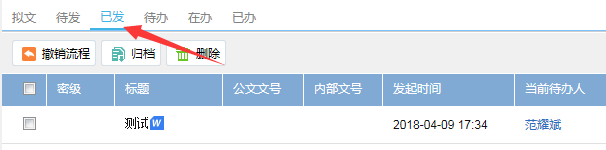 拟文 待发 已发 待办 在办 已办
撤销流程 归档 删除
密级 标题 公文文号 内部文号 发起时间 当前待办人
测试 W 2018-04-09 17:34 范耀斌